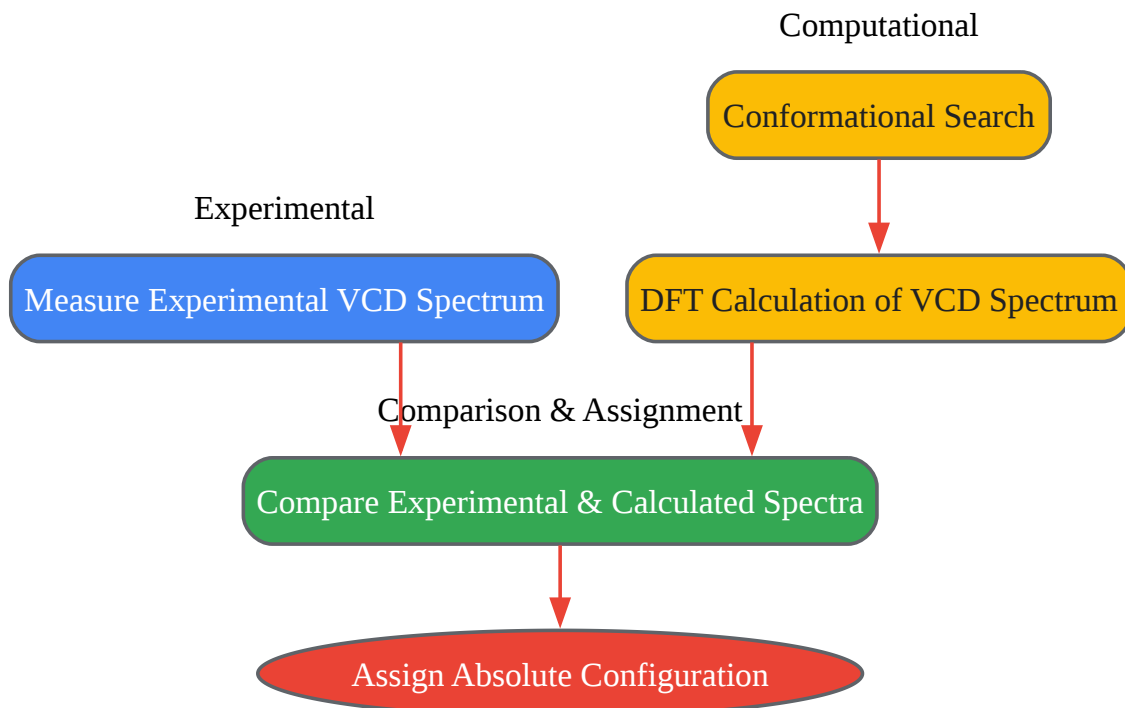 Computational
Conformational Search
Experimental
Measure Experimental VCD Spectrum
DFT Calculation of VCD Spectrum
Comparison & Assignment
Compare Experimental & Calculated Spectra
Assign Absolute Configuration